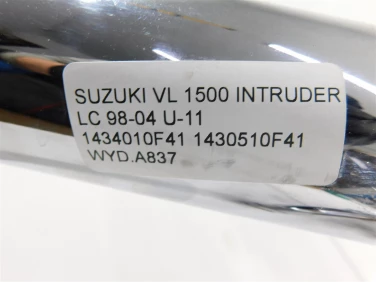 SUZUKI VL 1500 INTRUDER
LC 98-04 U-11
1434010F41 1430510F41
WYD.A837